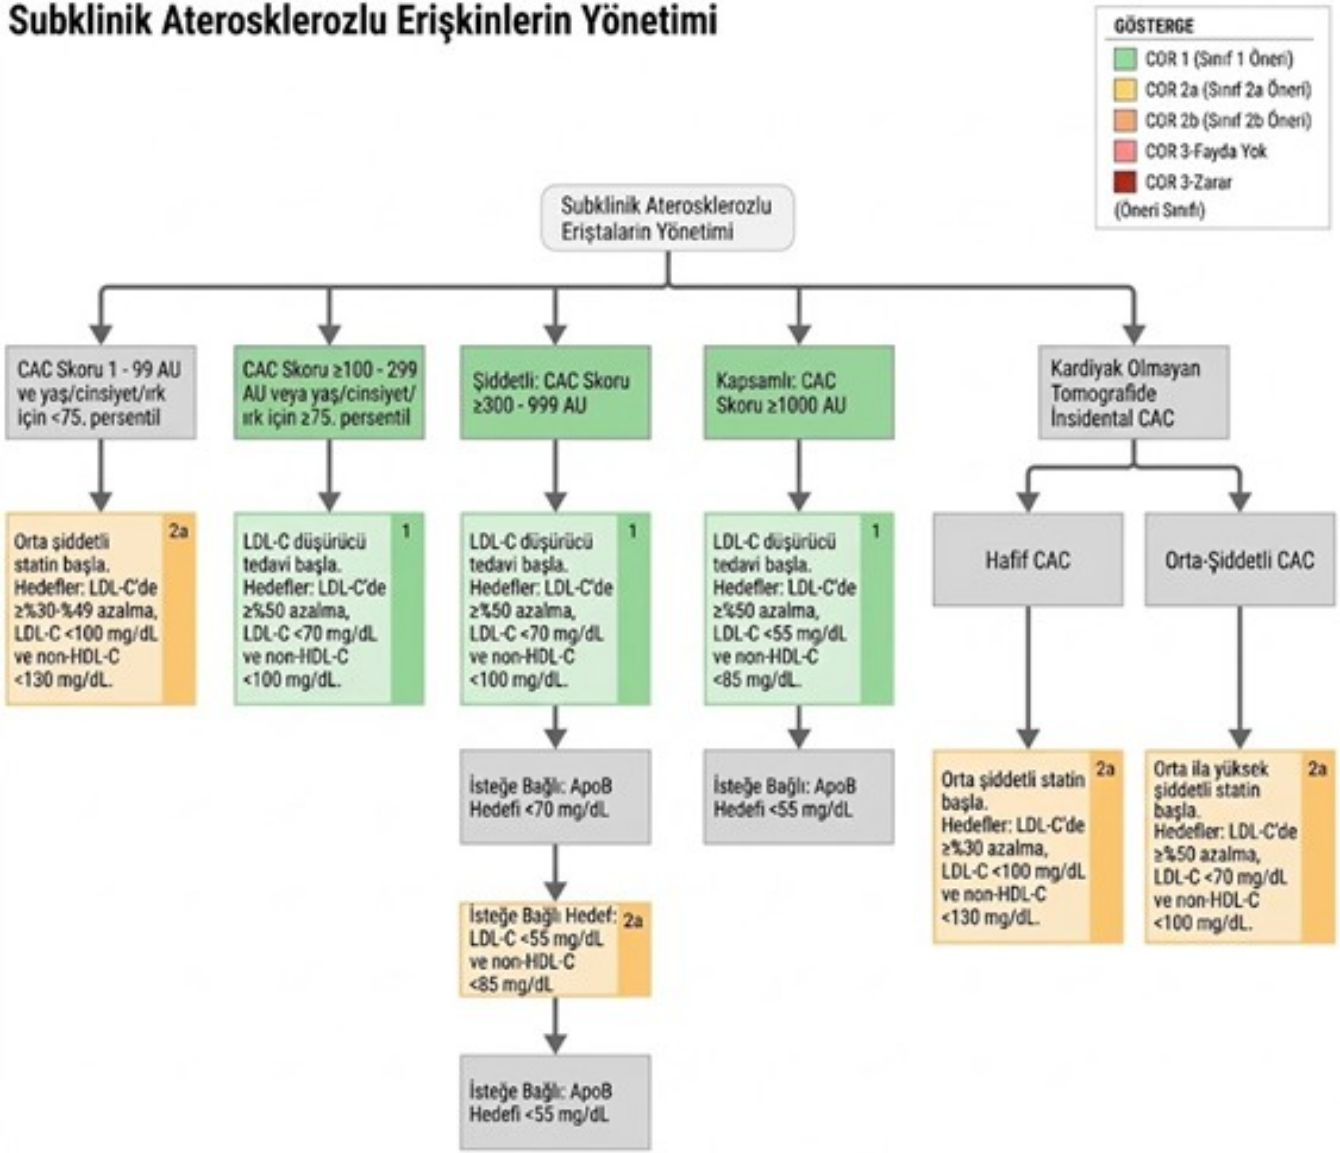 Subklinik Aterosklerozlu Erişkinlerin Yönetimi
GÖSTERGE
COR 1 (Sınıf 1 Öneri)
COR 2a (Sınıf 2a Öneri)
COR 2b (Sınıf 2b Öneri)
COR 3-Fayda Yok
COR 3-Zarar
(Öneri Sınıfı)
Subklinik Aterosklerozlu
Eriştaların Yönetimi
CAC Skoru 1 - 99 AU
ve yaş/cinsiyet/ırk
için <75. persentil
CAC Skoru ≥100 - 299
AU veya yaş/cinsiyet/
ırk için ≥75. persentil
Şiddetli: CAC Skoru
≥300 - 999 AU
Kapsamlı: CAC
Skoru ≥1000 AU
Kardiyak Olmayan
Tomografide
İnsidental CAC
Orta şiddetli
statin başla.
Hedefler: LDL-C'de
≥%30-%49 azalma,
LDL-C <100 mg/dL
ve non-HDL-C
<130 mg/dL.
2a
LDL-C düşürücü
tedavi başla.
Hedefler: LDL-C'de
≥%50 azalma,
LDL-C <70 mg/dL
ve non-HDL-C
<100 mg/dL.
1
LDL-C düşürücü
tedavi başla.
Hedefler: LDL-C'de
≥%50 azalma,
LDL-C <70 mg/dL
ve non-HDL-C
<100 mg/dL.
1
LDL-C düşürücü
tedavi başla.
Hedefler: LDL-C'de
≥%50 azalma,
LDL-C <55 mg/dL
ve non-HDL-C
<85 mg/dL.
1
Hafif CAC
Orta-Şiddetli CAC
İsteğe Bağlı: ApoB
Hedefi <70 mg/dL
İsteğe Bağlı: ApoB
Hedefi <55 mg/dL
Orta şiddetli statin
başla.
Hedefler: LDL-C'de
≥%30 azalma,
LDL-C <100 mg/dL
ve non-HDL-C
<130 mg/dL.
2a
Orta ila yüksek
şiddetli statin
başla.
Hedefler: LDL-C'de
≥%50 azalma,
LDL-C <70 mg/dL
ve non-HDL-C
<100 mg/dL.
2a
İsteğe Bağlı Hedef:
LDL-C <55 mg/dL
ve non-HDL-C
<85 mg/dL
2a
İsteğe Bağlı: ApoB
Hedefi <55 mg/dL